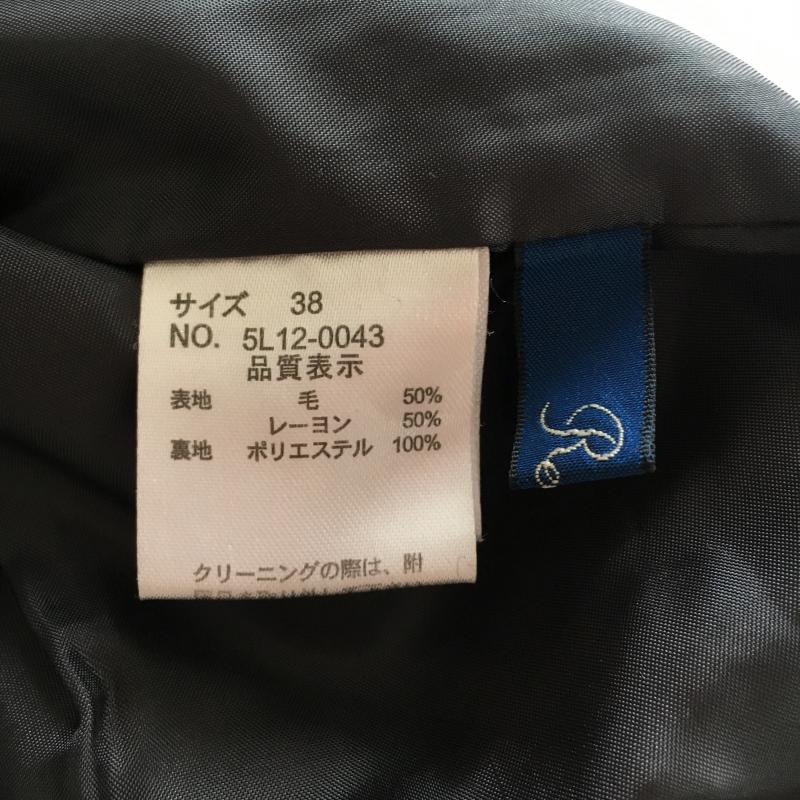 サイズ 38
NO. 5L12-0043
品質表示
表地 毛 50%
レーヨン 50%
裏地 ポリエステル 100%
クリーニングの際は、附
Re